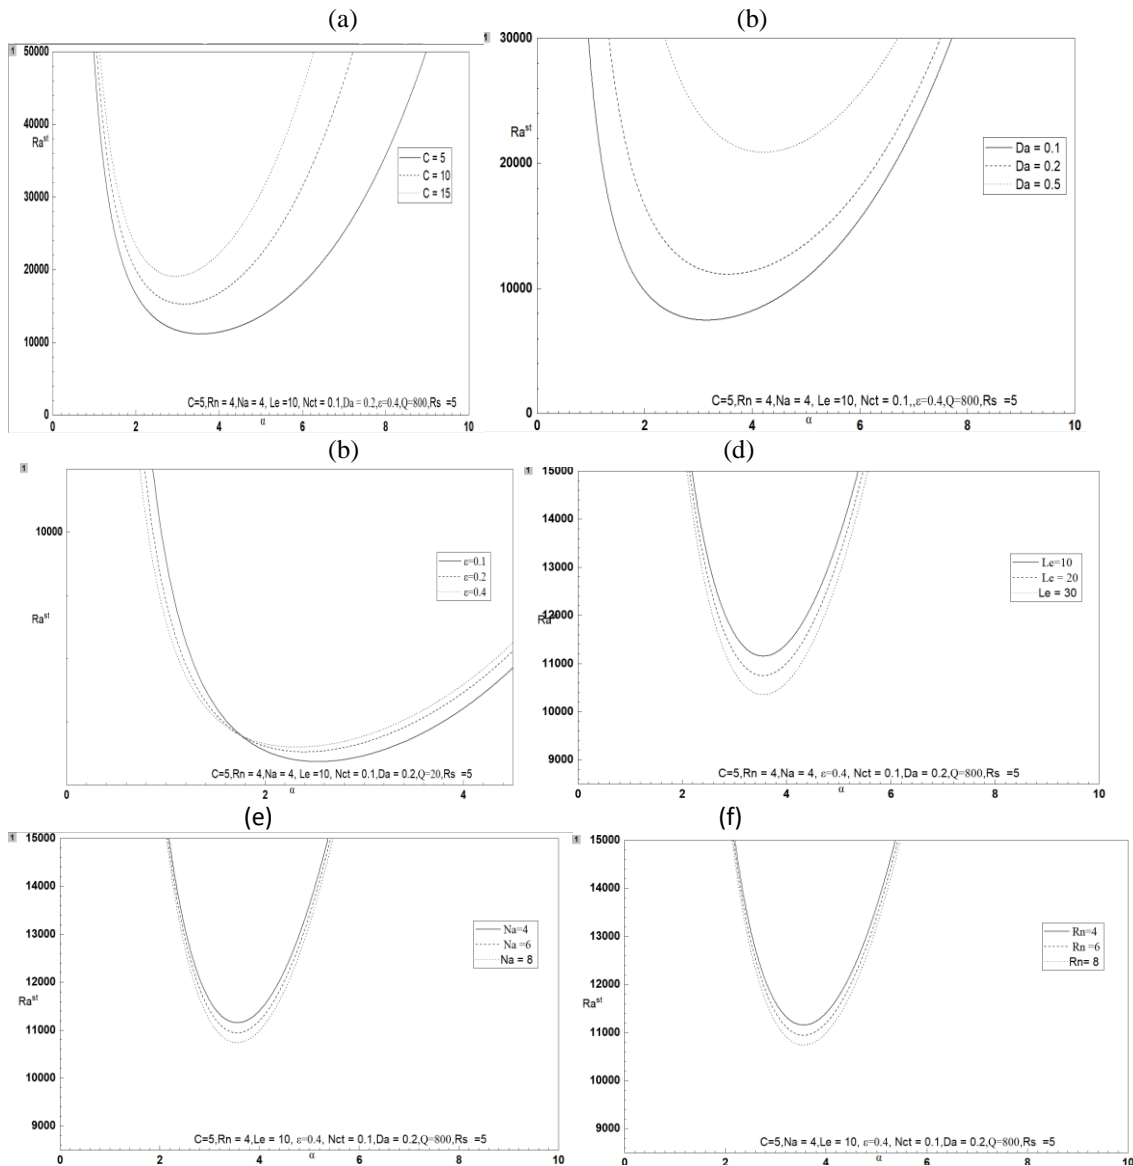 (a)
(b)
1
50000
40000
30000
20000
10000
0
Ra^st
C = 5
C = 10
C = 15
C=5,Rn = 4,Na = 4, Le =10, Nct = 0.1,Da = 0.2,ε=0.4,Q=800,Rs =5
0 2 4 6 8 10
α
1
30000
20000
10000
0
Ra^st
Da = 0.1
Da = 0.2
Da = 0.5
C=5,Rn = 4,Na = 4, Le =10, Nct = 0.1,,ε=0.4,Q=800,Rs =5
0 2 4 6 8 10
α
(b)
(d)
1
10000
Ra^st
ε=0.1
ε=0.2
ε=0.4
C=5,Rn = 4,Na = 4, Le =10, Nct = 0.1,Da = 0.2,Q=20,Rs =5
0 2 4
α
1
15000
14000
13000
12000
11000
10000
9000
Ra^st
Le=10
Le = 20
Le = 30
C=5,Rn = 4,Na = 4, ε=0.4, Nct = 0.1,Da = 0.2,Q=800,Rs =5
0 2 4 6 8 10
α
(e)
(f)
1
15000
14000
13000
12000
11000
10000
9000
Ra^st
Na=4
Na =6
Na = 8
C=5,Rn = 4,Le = 10, ε=0.4, Nct = 0.1,Da = 0.2,Q=800,Rs =5
0 2 4 6 8 10
α
1
15000
14000
13000
12000
11000
10000
9000
Ra^st
Rn=4
Rn =6
Rn= 8
C=5,Na = 4,Le = 10, ε=0.4, Nct = 0.1,Da = 0.2,Q=800,Rs =5
0 2 4 6 8 10
α